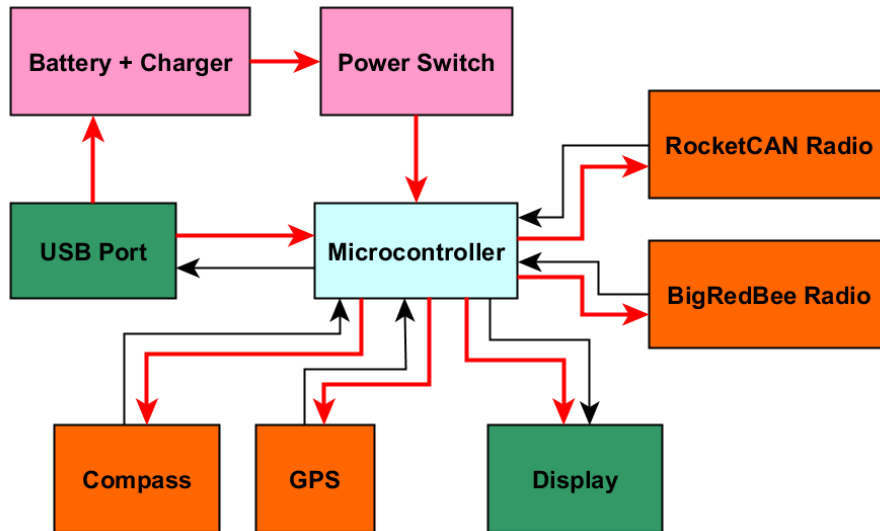 Battery + Charger
Power Switch
RocketCAN Radio
USB Port
Microcontroller
BigRedBee Radio
Compass
GPS
Display